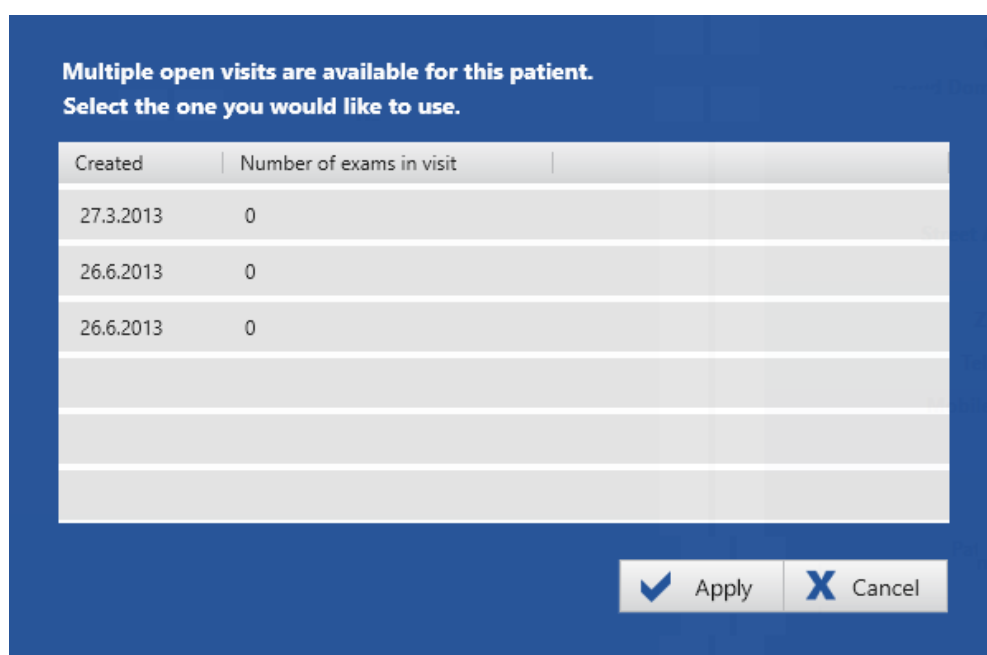 Multiple open visits are available for this patient.
Select the one you would like to use.
Created Number of exams in visit
27.3.2013 0
26.6.2013 0
26.6.2013 0
Apply Cancel